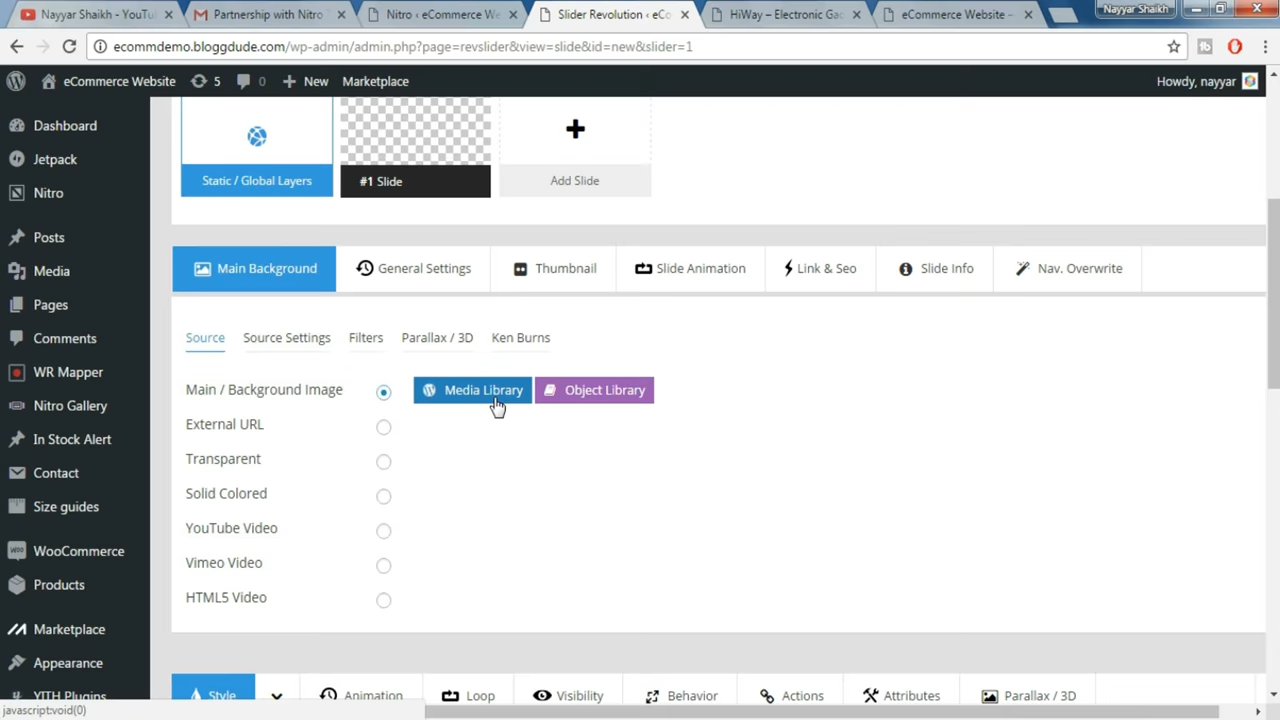 Nayyar Shaikh - YouTu
Partnership with Nitro
Nitro ‹ eCommerce We
Slider Revolution ‹ eCo
HiWay – Electronic Gad
eCommerce Website –
Nayyar Shaikh
ecommdemo.bloggdude.com/wp-admin/admin.php?page=revslider&view=slide&id=new&slider=1
eCommerce Website
5
0
New
Marketplace
Howdy, nayyar
Dashboard
Jetpack
Nitro
Posts
Media
Pages
Comments
WR Mapper
Nitro Gallery
In Stock Alert
Contact
Size guides
WooCommerce
Products
Marketplace
Appearance
YITH Plugins
Static / Global Layers
#1 Slide
Add Slide
Main Background
General Settings
Thumbnail
Slide Animation
Link & Seo
Slide Info
Nav. Overwrite
Source
Source Settings
Filters
Parallax / 3D
Ken Burns
Main / Background Image
Media Library
Object Library
External URL
Transparent
Solid Colored
YouTube Video
Vimeo Video
HTML5 Video
Style
Animation
Loop
Visibility
Behavior
Actions
Attributes
Parallax / 3D
javascript:void(0)